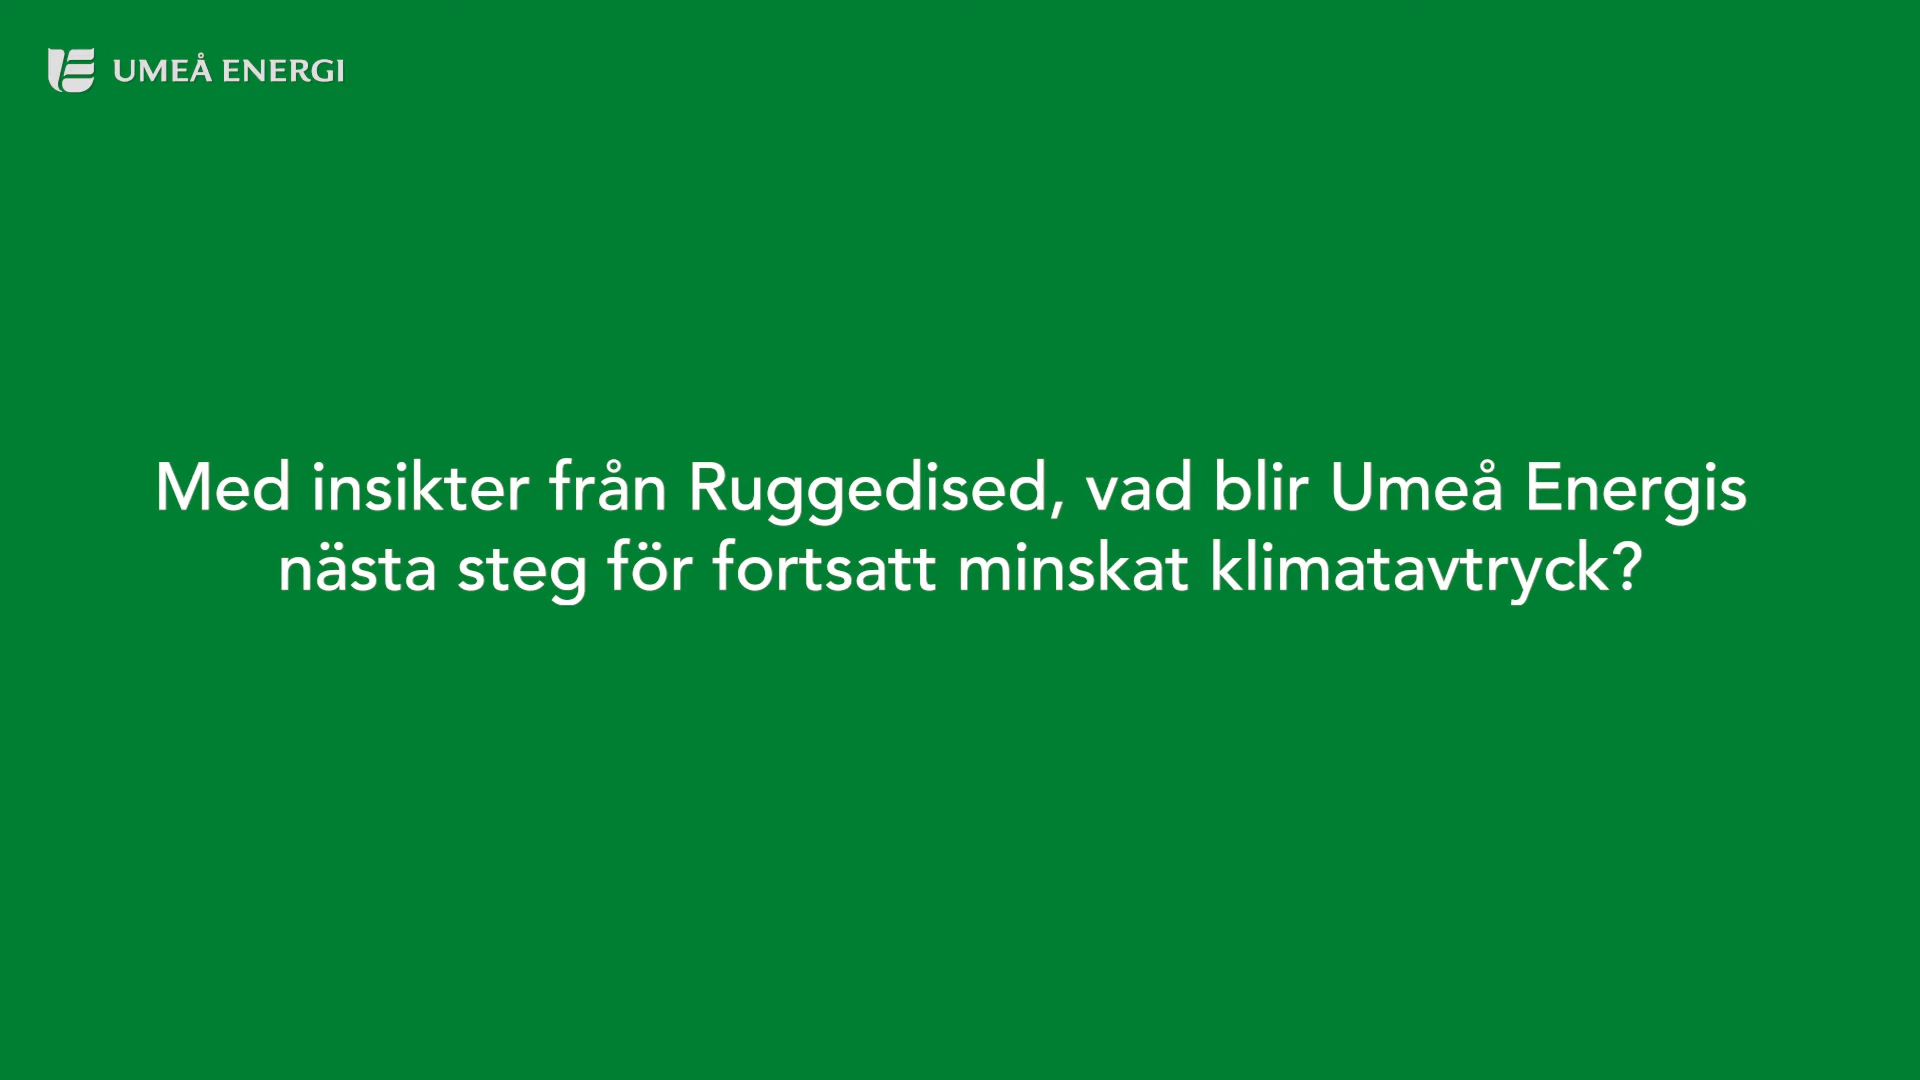 UMEÅ ENERGI
Med insikter från Ruggedised, vad blir Umeå Energis
nästa steg för fortsatt minskat klimatavtryck?